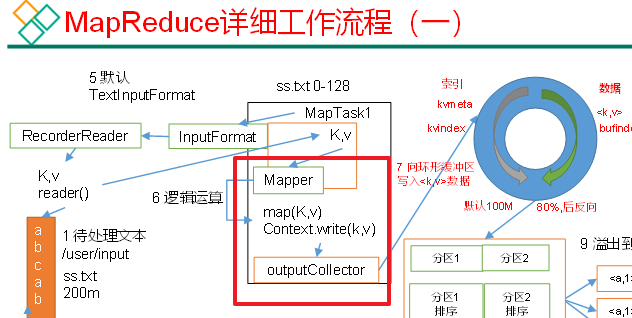 MapReduce详细工作流程（一）
5 默认
TextInputFormat
ss.txt 0-128
MapTask1
RecorderReader
InputFormat
K,v
K,v
reader()
Mapper
6 逻辑运算
map(K,v)
Context.write(k,v)
outputCollector
a
b
c
a
b
1 待处理文本
/user/input
ss.txt
200m
索引
kvmeta
kvindex
数据
<k,v>
bufinde
7 向环形缓冲区
写入<k,v>数据
默认100M
80%,后反向
分区1
分区2
9 溢出到
分区1
排序
分区2
排序
<a,1>
<a,1>